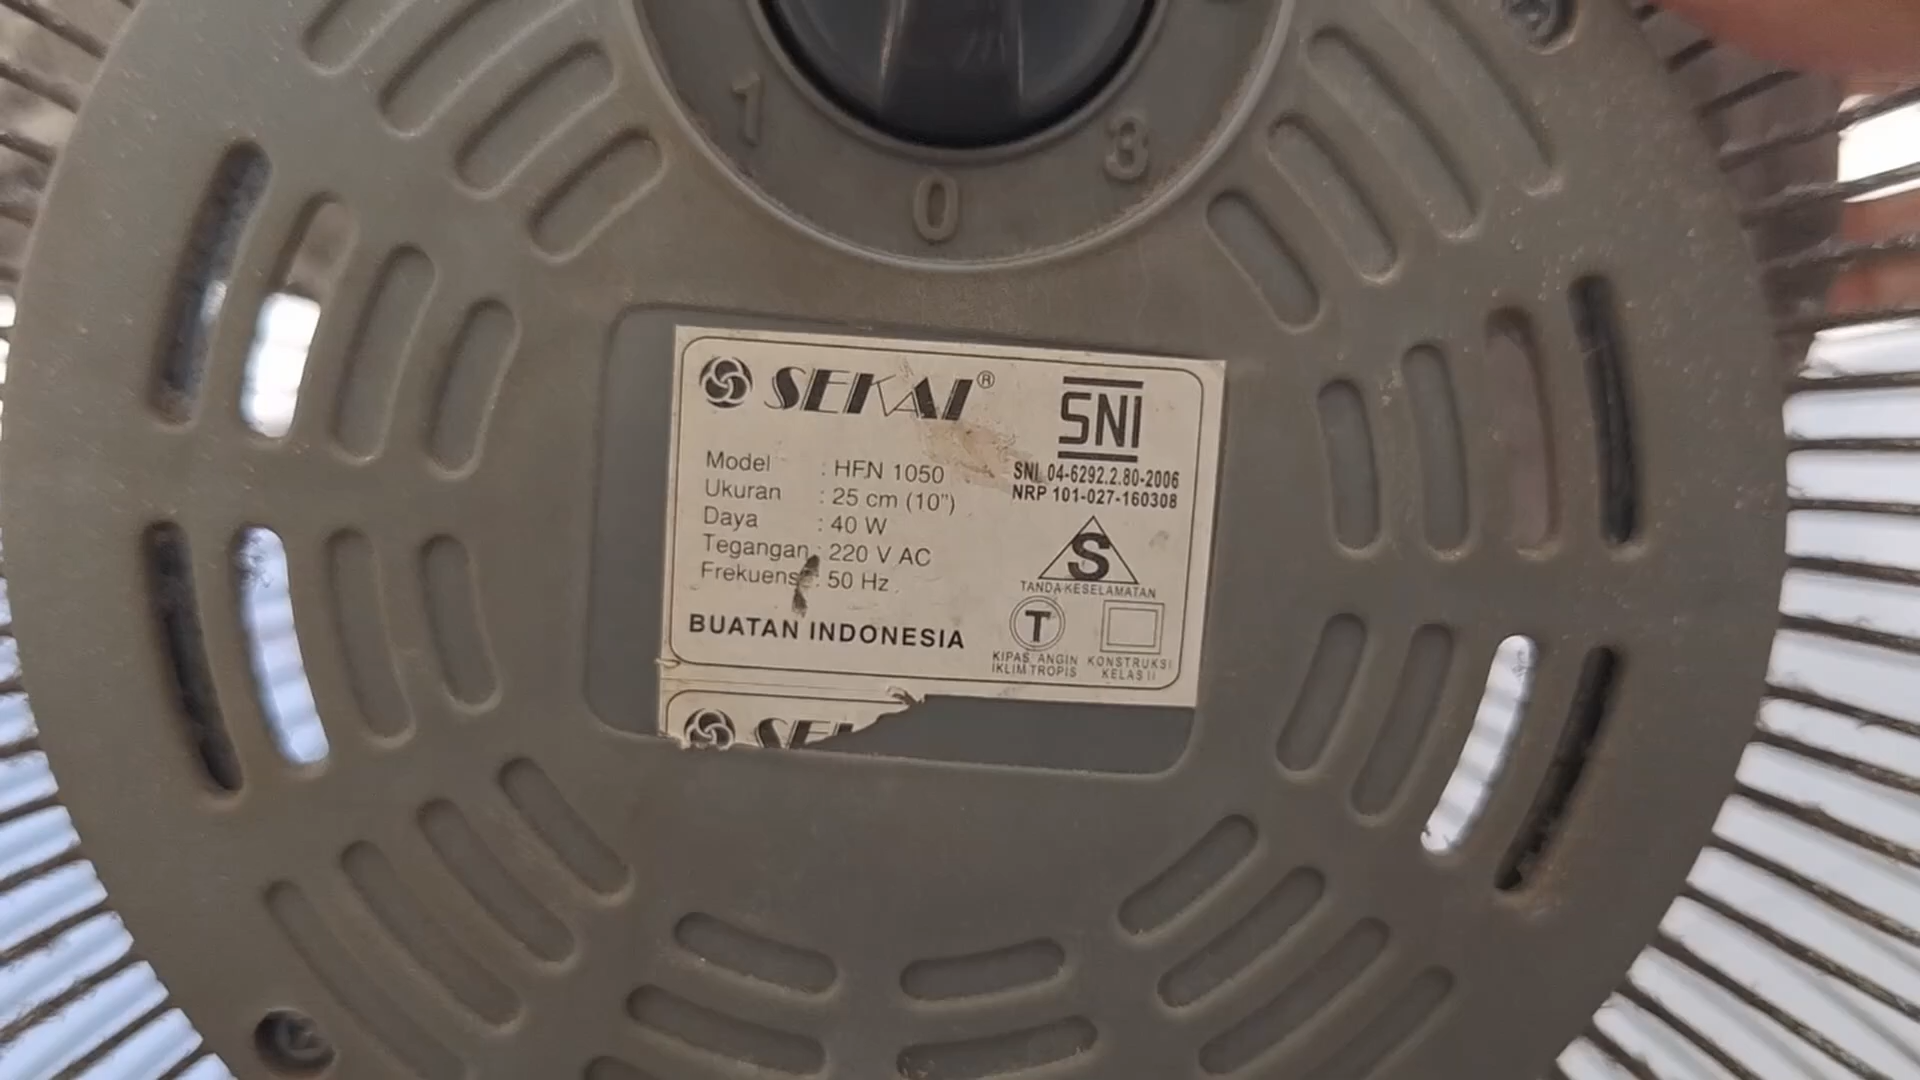 1
3
0
SEKAI®
SNI
Model : HFN 1050
SNI 04-6292.2.80-2006
Ukuran : 25 cm (10")
NRP 101-027-160308
Daya : 40 W
Tegangan : 220 V AC
Frekuensi : 50 Hz
S
TANDA KESELAMATAN
BUATAN INDONESIA
T
KIPAS ANGIN
IKLIM TROPIS
KONSTRUKSI
KELAS II